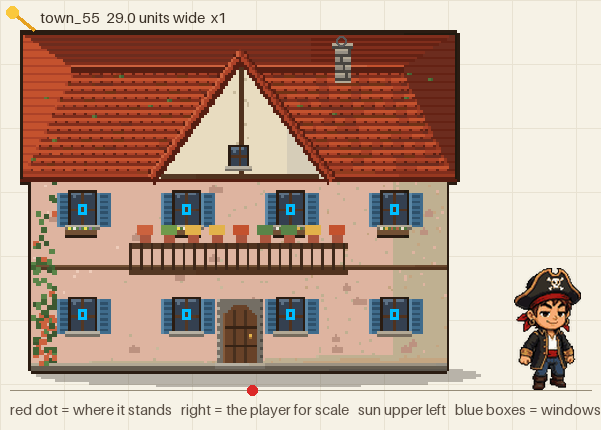 town_55 29.0 units wide x1
red dot = where it stands right = the player for scale sun upper left blue boxes = windows